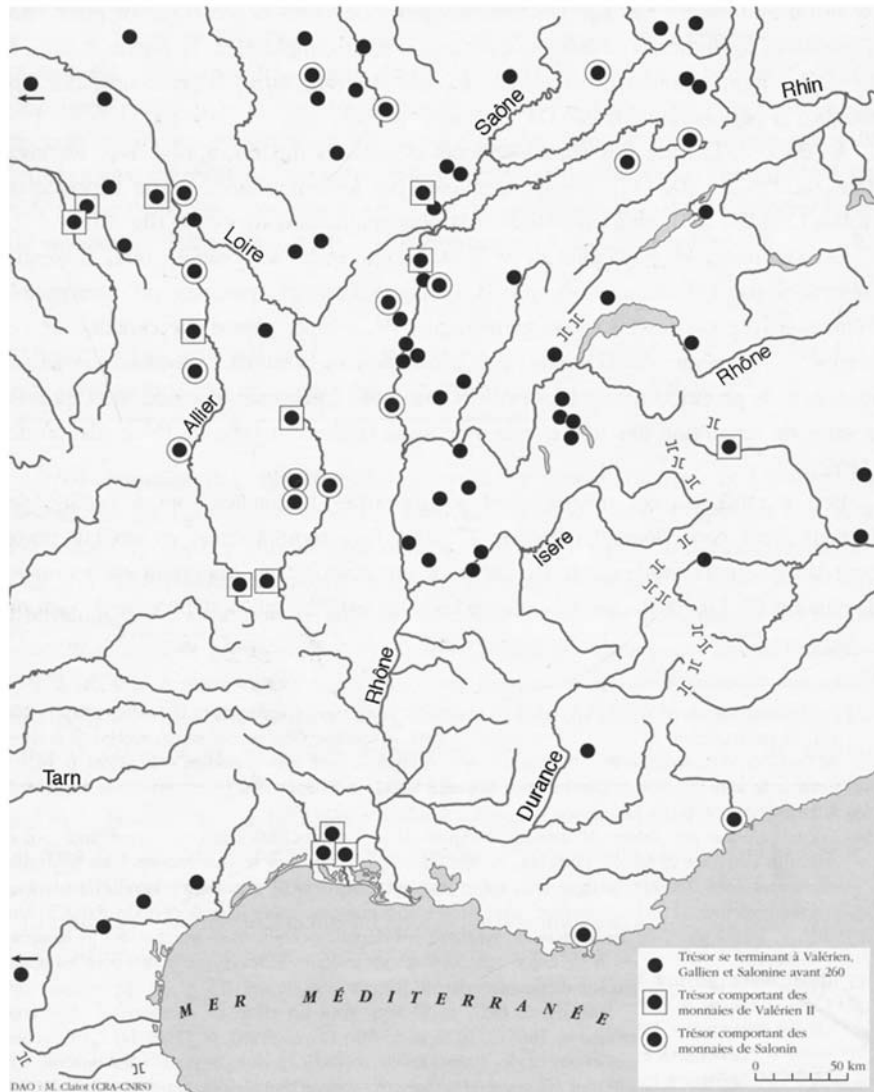 Rhin
Saône
Loire
Rhône
Allier
Isère
Rhône
Durance
Tarn
MER MÉDITERRANÉE
Trésor se terminant à Valérien,
Gallien et Salonine avant 260
Trésor comportant des
monnaies de Valérien II
Trésor comportant des
monnaies de Salonin
0 50 km
DAO : M. Clatot (CRA-CNRS)